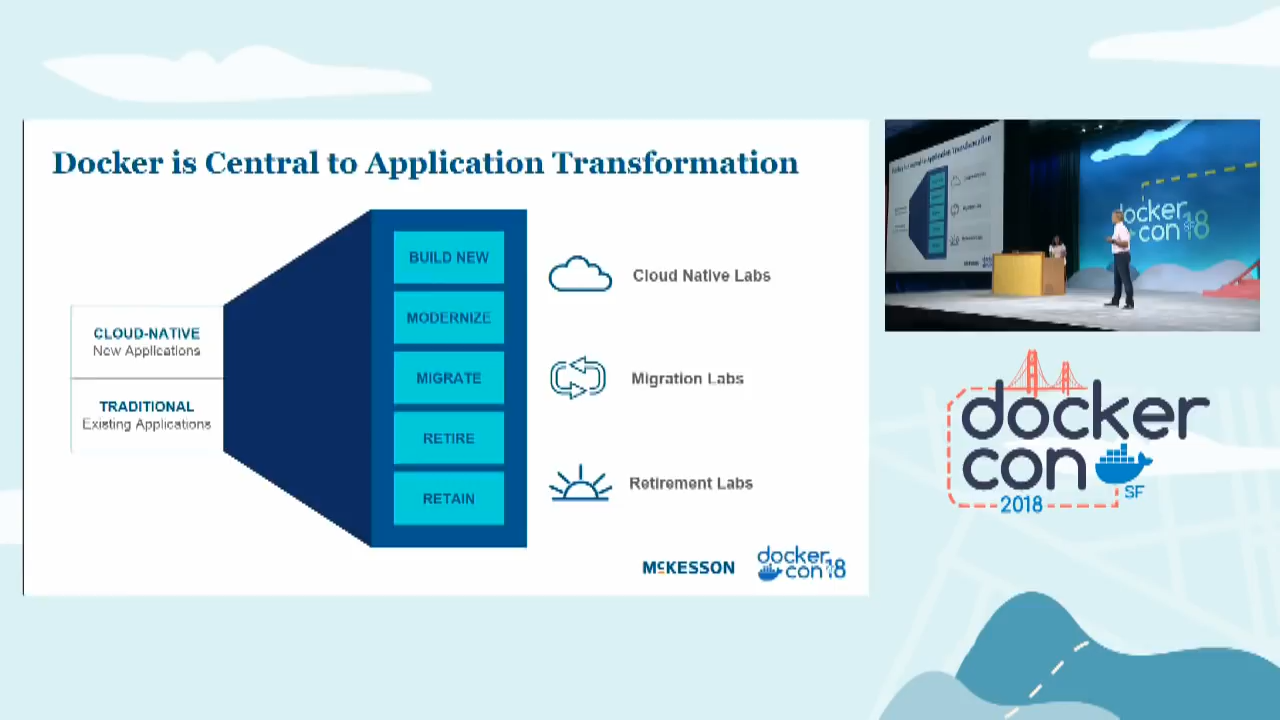 Docker is Central to Application Transformation
CLOUD-NATIVE
New Applications
TRADITIONAL
Existing Applications
BUILD NEW
MODERNIZE
MIGRATE
RETIRE
RETAIN
Cloud Native Labs
Migration Labs
Retirement Labs
McKESSON
docker
con18
docker
con18
docker
con
SF
2018